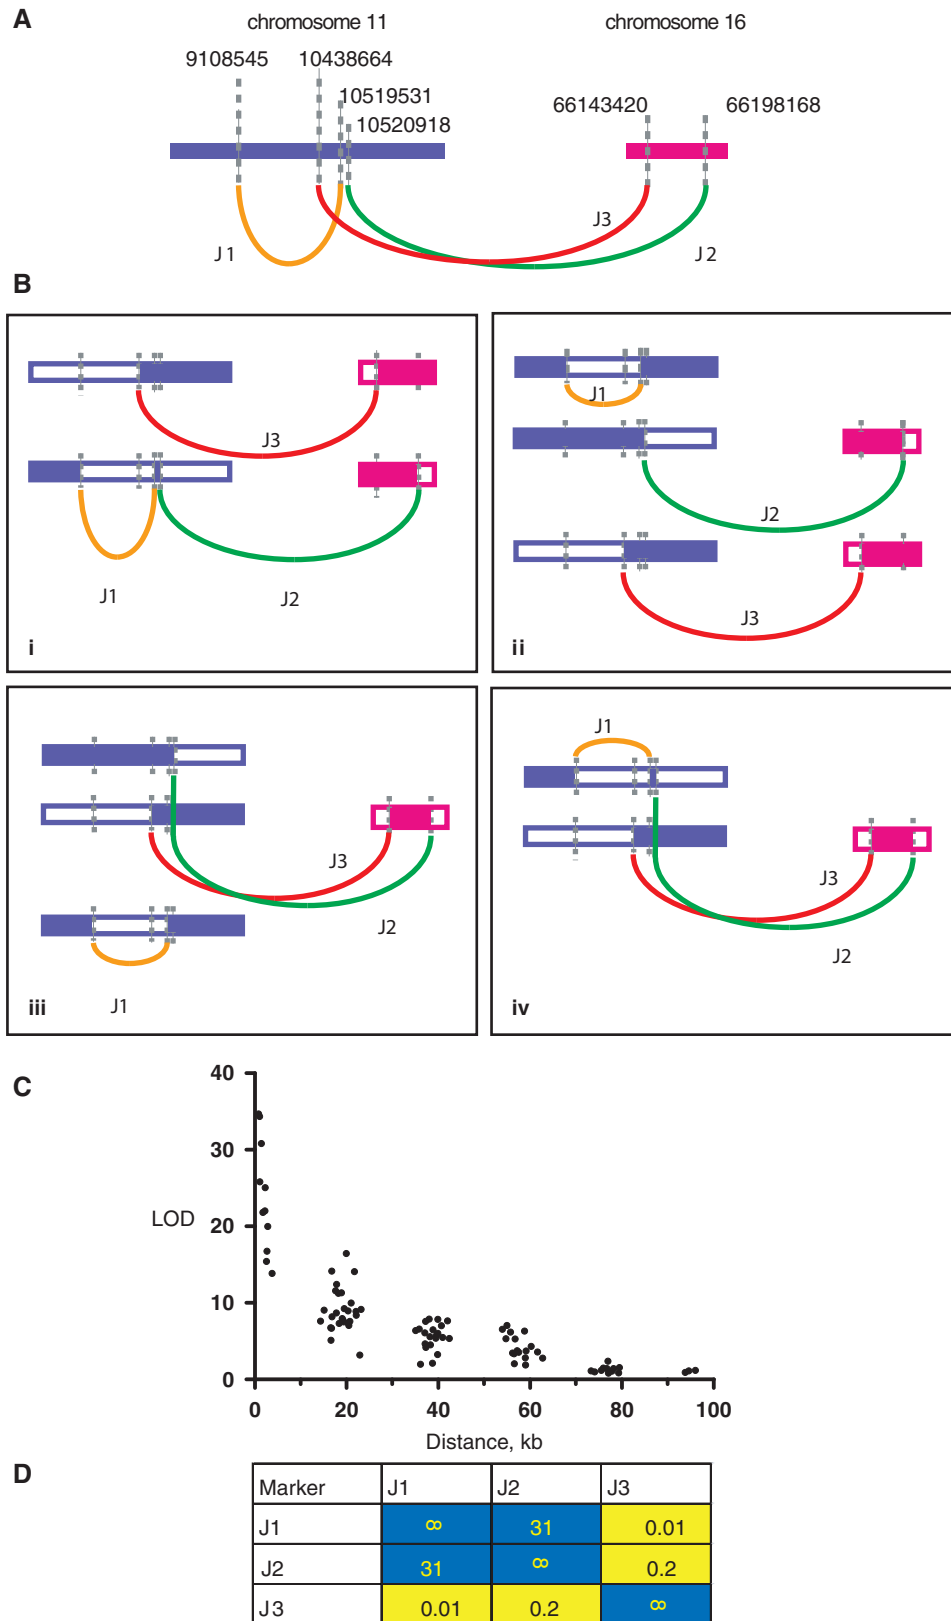 A
chromosome 11
chromosome 16
9108545
10438664
10519531
10520918
66143420
66198168
J1
J3
J2
B
J3
J1
J2
i
J1
J2
J3
ii
J3
J2
J1
iii
J1
J3
J2
iv
C
40
30
LOD
20
10
0
0
20
40
60
80
100
Distance, kb
D
Marker J1 J2 J3
J1 ∞ 31 0.01
J2 31 ∞ 0.2
J3 0.01 0.2 ∞